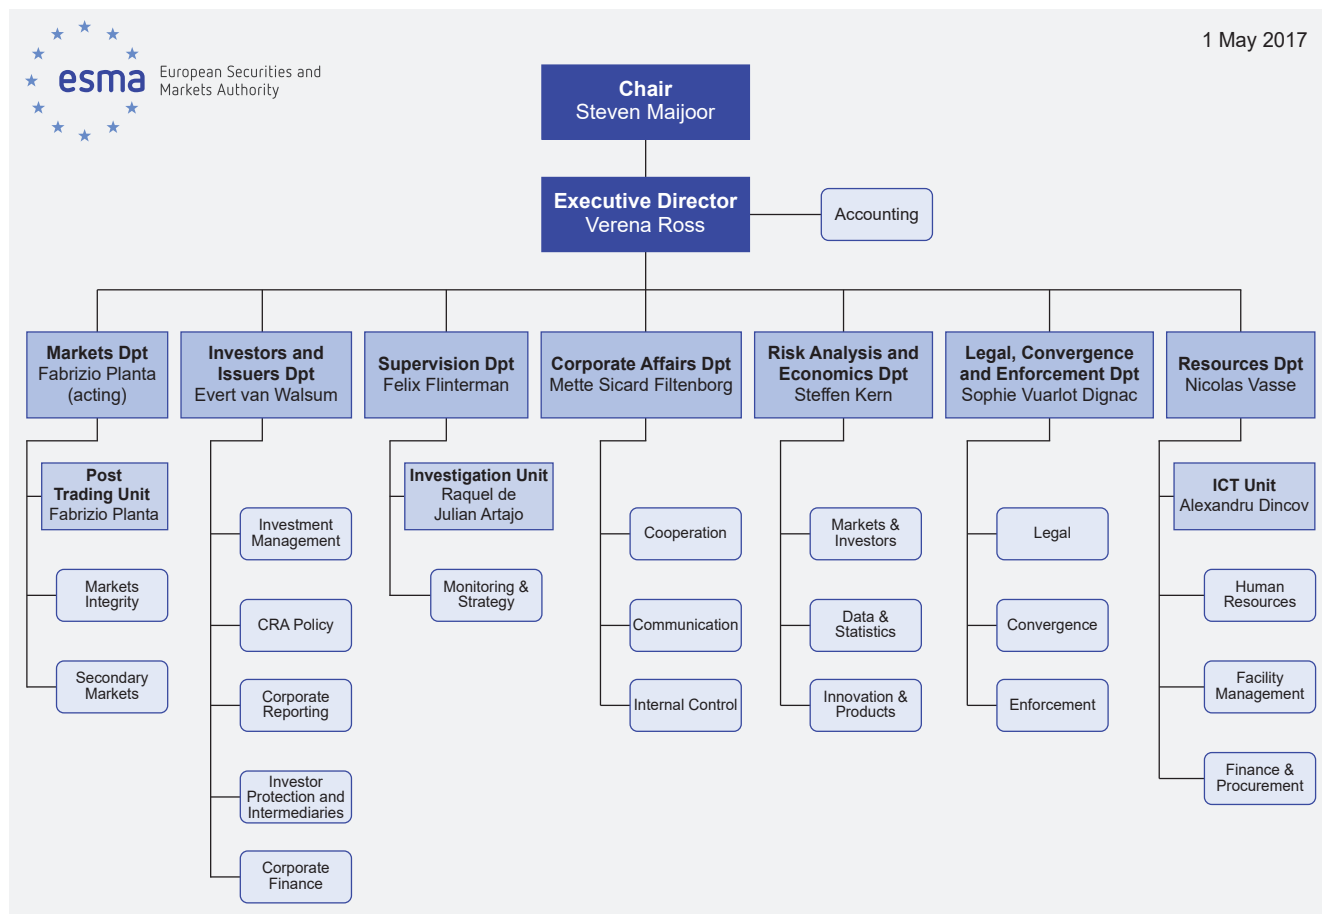 1 May 2017
esma
European Securities and
Markets Authority
Chair
Steven Maijoor
Executive Director
Verena Ross
Accounting
Markets Dpt
Fabrizio Planta
(acting)
Investors and
Issuers Dpt
Evert van Walsum
Supervision Dpt
Felix Flinterman
Corporate Affairs Dpt
Mette Sicard Filtenborg
Risk Analysis and
Economics Dpt
Steffen Kern
Legal, Convergence
and Enforcement Dpt
Sophie Vuarlot Dignac
Resources Dpt
Nicolas Vasse
Post
Trading Unit
Fabrizio Planta
Markets
Integrity
Secondary
Markets
Investment
Management
CRA Policy
Corporate
Reporting
Investor
Protection and
Intermediaries
Corporate
Finance
Investigation Unit
Raquel de
Julian Artajo
Monitoring &
Strategy
Cooperation
Communication
Internal Control
Markets &
Investors
Data &
Statistics
Innovation &
Products
Legal
Convergence
Enforcement
ICT Unit
Alexandru Dincov
Human
Resources
Facility
Management
Finance &
Procurement